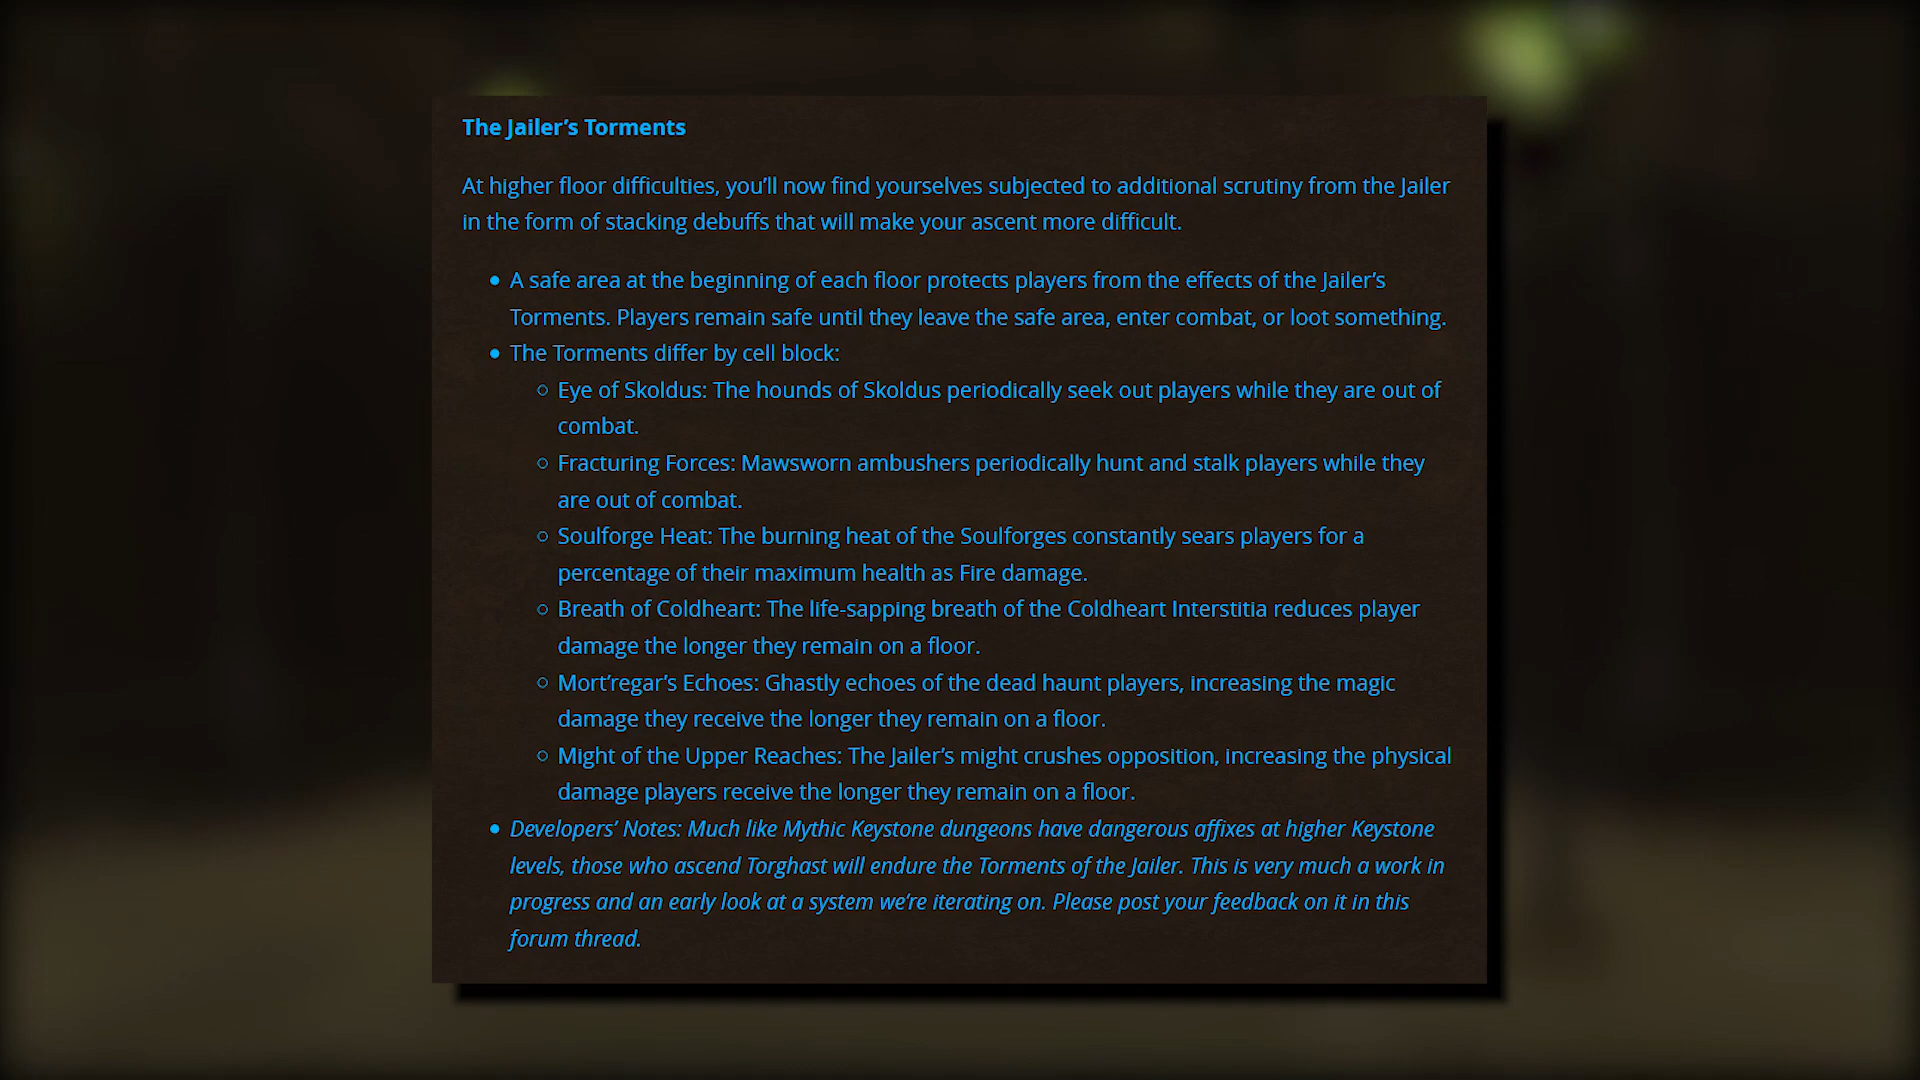 The Jailer’s Torments
At higher floor difficulties, you’ll now find yourselves subjected to additional scrutiny from the Jailer
in the form of stacking debuffs that will make your ascent more difficult.
• A safe area at the beginning of each floor protects players from the effects of the Jailer’s
Torments. Players remain safe until they leave the safe area, enter combat, or loot something.
• The Torments differ by cell block:
○ Eye of Skoldus: The hounds of Skoldus periodically seek out players while they are out of
combat.
○ Fracturing Forces: Mawsworn ambushers periodically hunt and stalk players while they
are out of combat.
○ Soulforge Heat: The burning heat of the Soulforges constantly sears players for a
percentage of their maximum health as Fire damage.
○ Breath of Coldheart: The life-sapping breath of the Coldheart Interstitia reduces player
damage the longer they remain on a floor.
○ Mort’regar’s Echoes: Ghastly echoes of the dead haunt players, increasing the magic
damage they receive the longer they remain on a floor.
○ Might of the Upper Reaches: The Jailer’s might crushes opposition, increasing the physical
damage players receive the longer they remain on a floor.
• Developers’ Notes: Much like Mythic Keystone dungeons have dangerous affixes at higher Keystone
levels, those who ascend Torghast will endure the Torments of the Jailer. This is very much a work in
progress and an early look at a system we’re iterating on. Please post your feedback on it in this
forum thread.